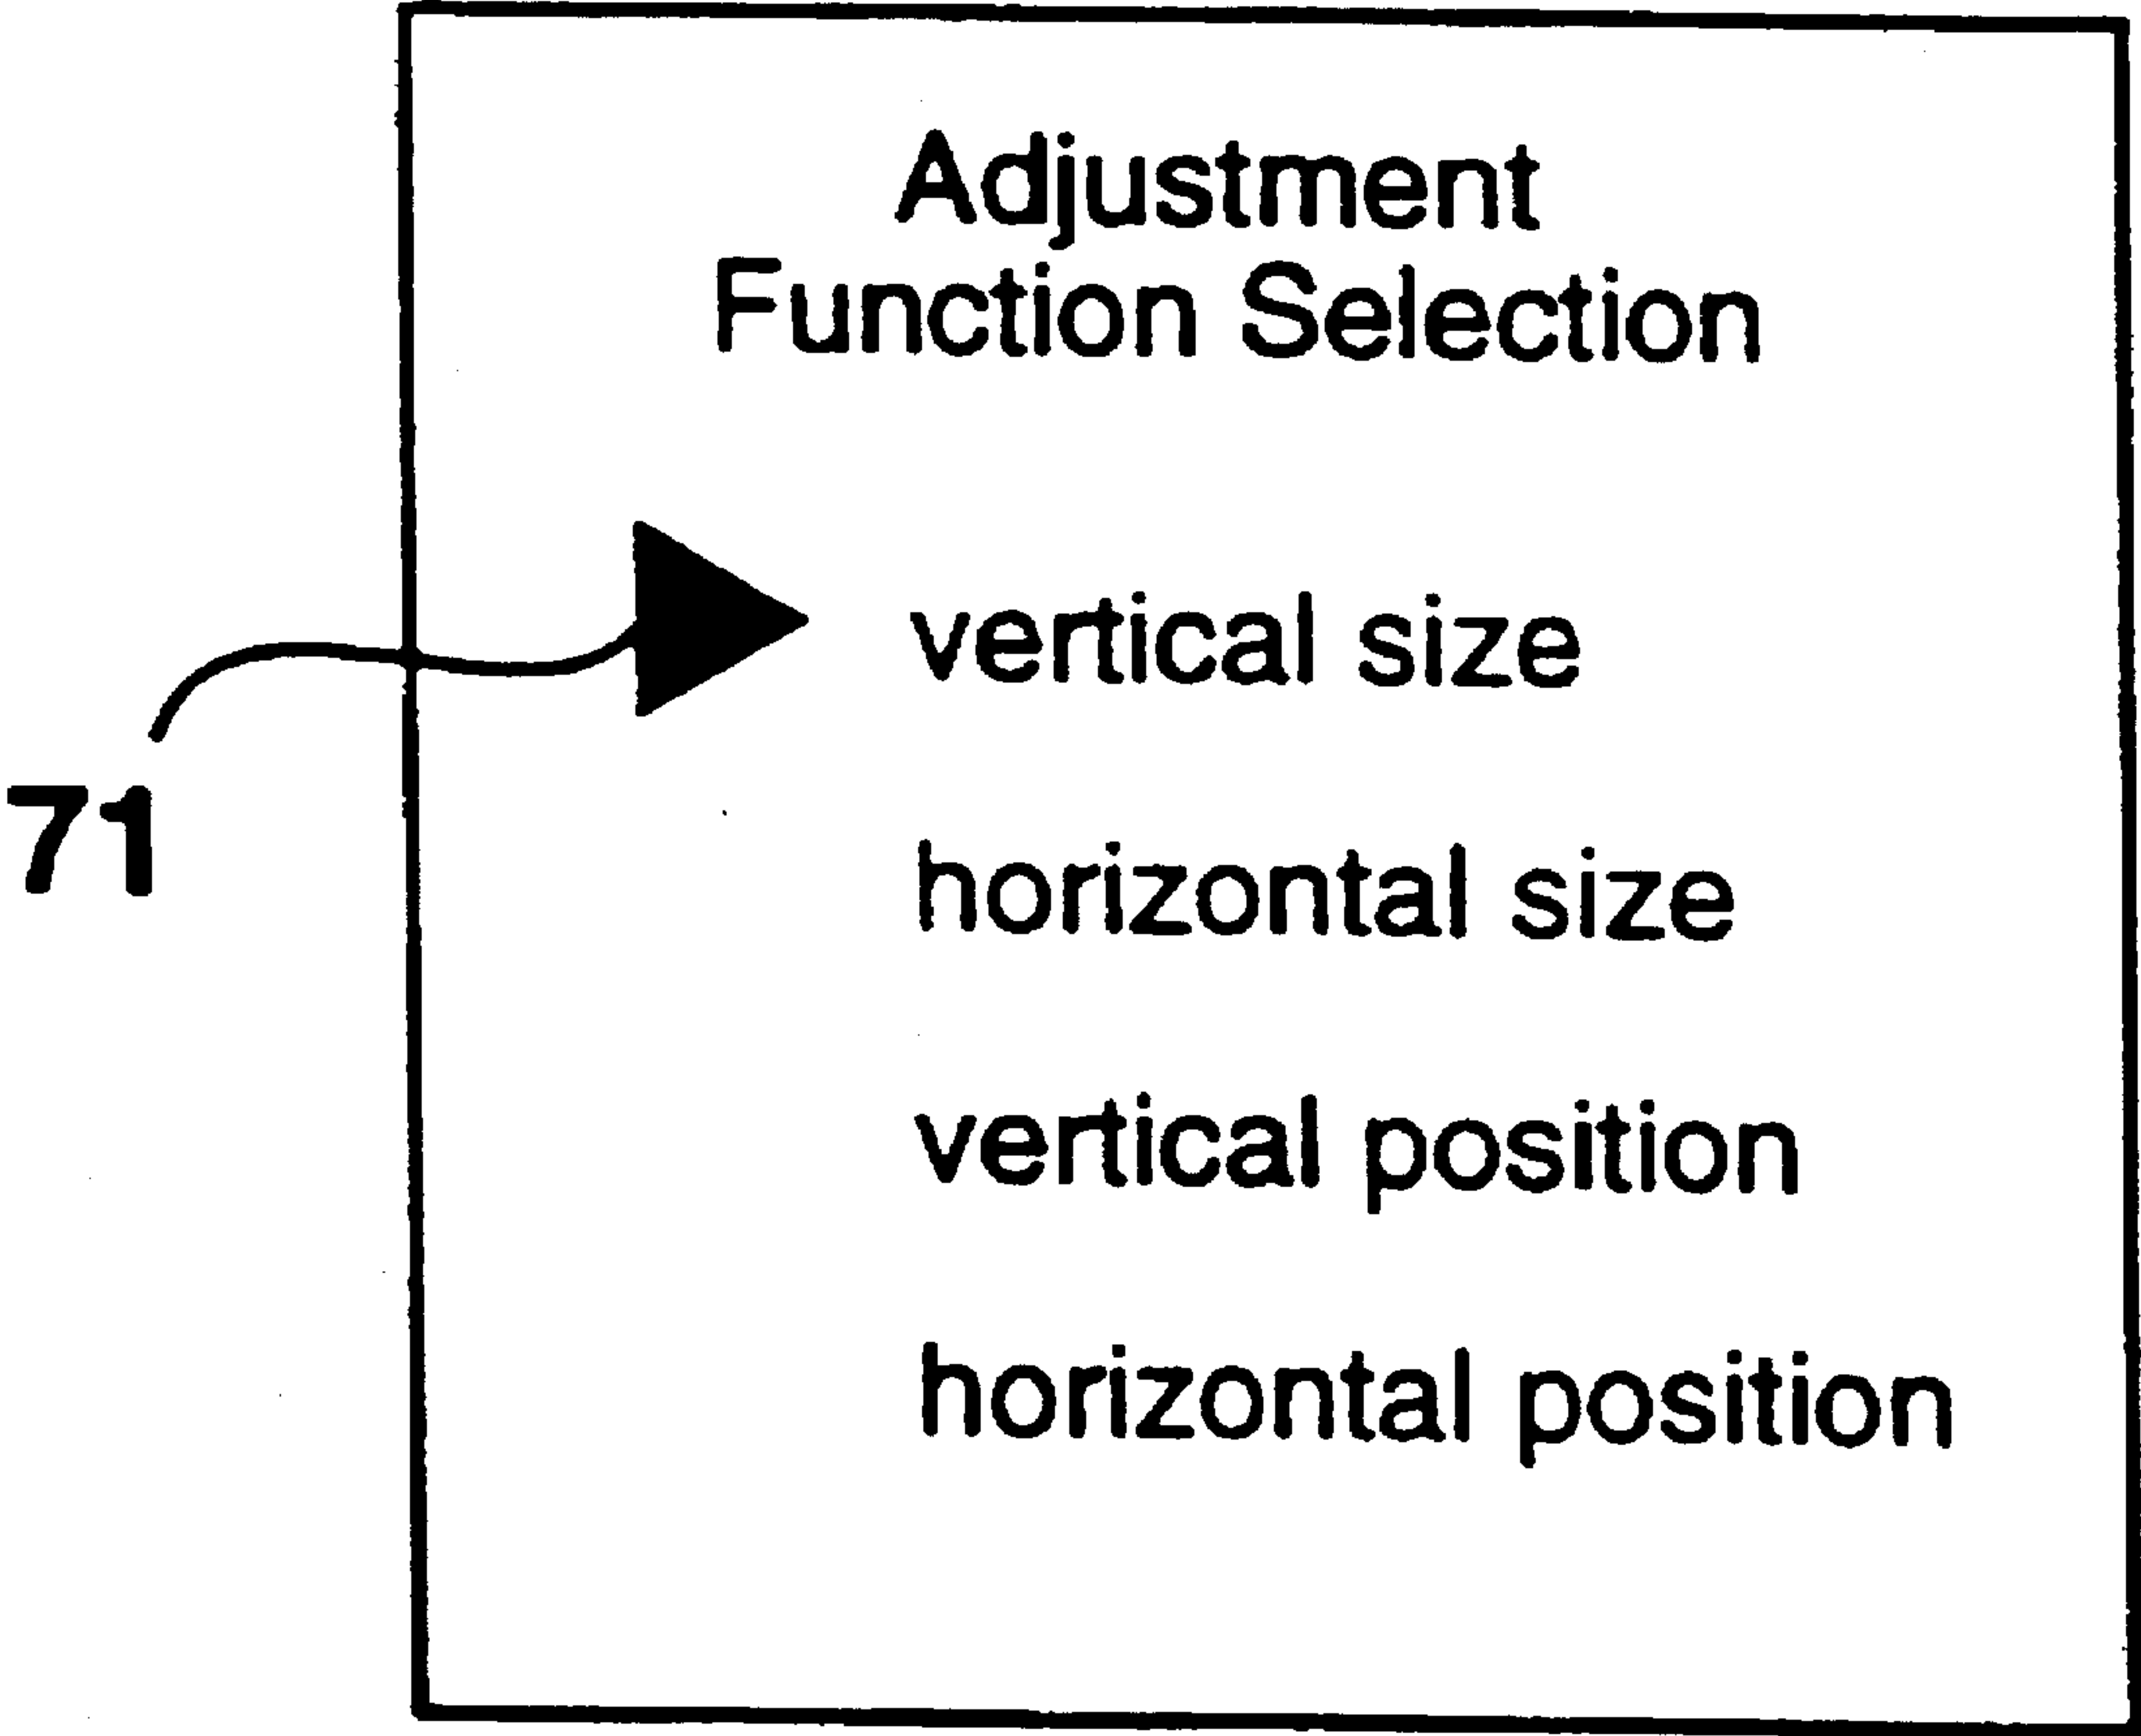 Adjustment
Function Selection
vertical size
71
horizontal size
vertical position
horizontal position